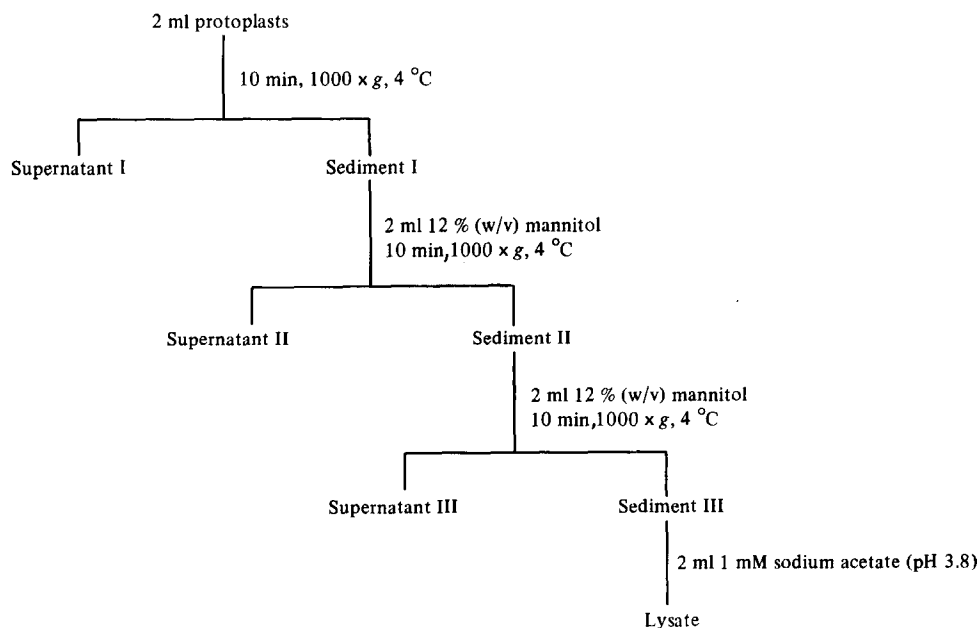 2 ml protoplasts
10 min, 1000 × g, 4 °C
Supernatant I
Sediment I
2 ml 12 % (w/v) mannitol
10 min,1000 × g, 4 °C
Supernatant II
Sediment II
2 ml 12 % (w/v) mannitol
10 min,1000 × g, 4 °C
Supernatant III
Sediment III
2 ml 1 mM sodium acetate (pH 3.8)
Lysate